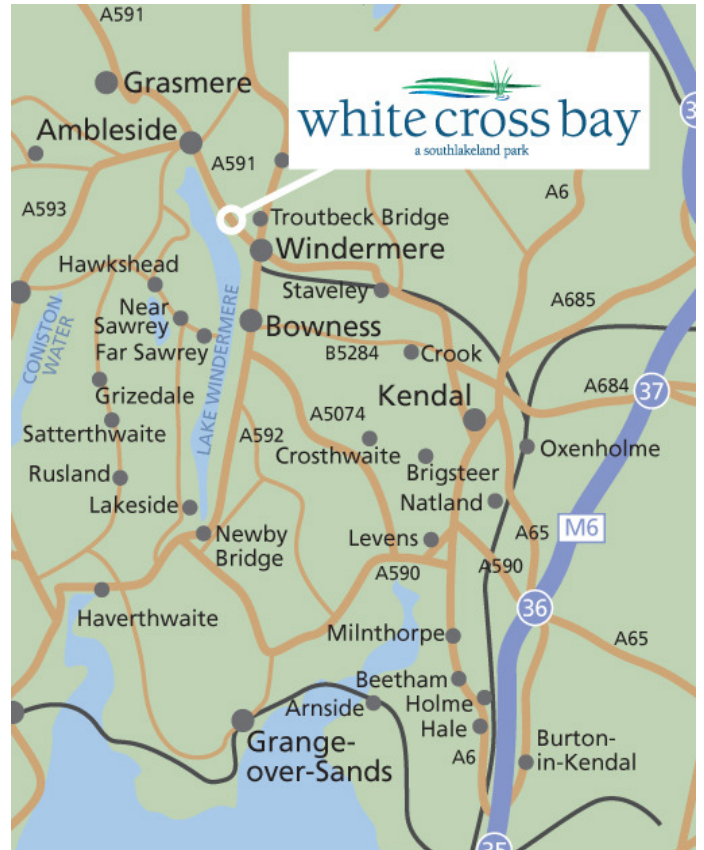 A591
Grasmere
white cross bay
a southlakeland park
Ambleside
A591
A6
A593
Troutbeck Bridge
Windermere
Hawkshead
Staveley
A685
Near
Sawrey
Bowness
CONISTON
WATER
LAKE WINDERMERE
Far Sawrey
B5284
Crook
A684
37
Grizedale
Kendal
A5074
Satterthwaite
A592
Crosthwaite
Oxenholme
Rusland
Brigsteer
Lakeside
Natland
Newby
Bridge
Levens
A65
M6
A590
A590
Haverthwaite
36
Milnthorpe
A65
Beetham
Arnside
Holme
Hale
Grange-
over-Sands
A6
Burton-
in-Kendal
35